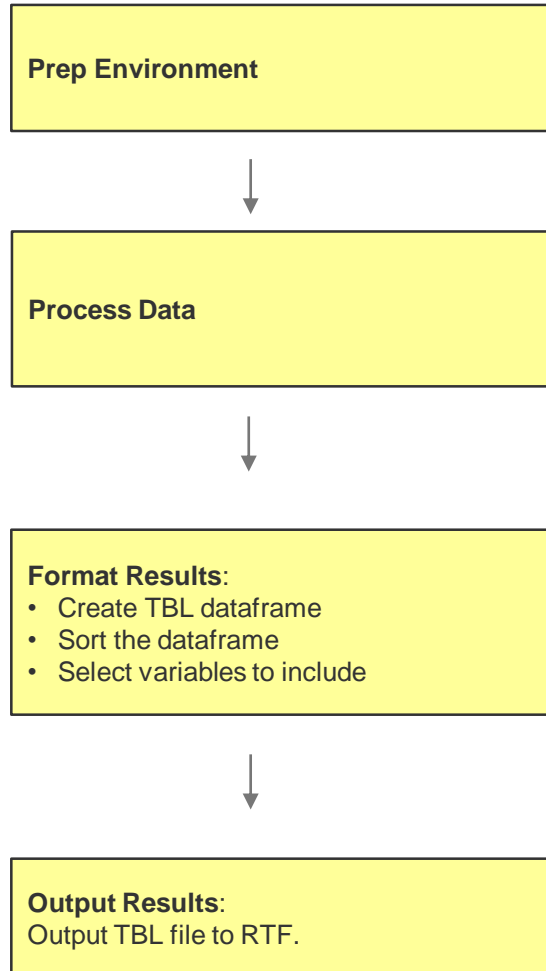 Prep Environment
Process Data
Format Results:
• Create TBL dataframe
• Sort the dataframe
• Select variables to include
Output Results:
Output TBL file to RTF.